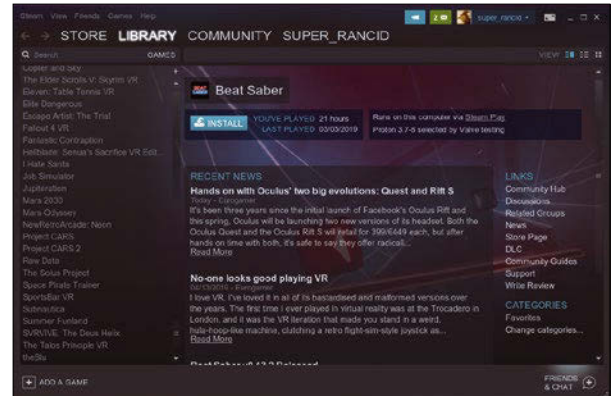 Steam View Friends Games Help
2
super_rancid
STORE LIBRARY COMMUNITY SUPER_RANCID
Search GAMES
VIEW
Copter and Sky
The Elder Scrolls V: Skyrim VR
Eleven: Table Tennis VR
Elite Dangerous
Escape Artist: The Trial
Fallout 4 VR
Fantastic Contraption
Hellblade: Senua's Sacrifice VR Edit...
I Hate Santa
Job Simulator
Jupiteration
Mars 2030
Mars Odyssey
NewRetroArcade: Neon
Project CARS
Project CARS 2
Raw Data
The Solus Project
Space Pirate Trainer
SportsBar VR
Subnautica
Summer Funland
SVRVIVE: The Deus Helix
The Talos Principle VR
theBlu
Beat Saber
INSTALL
YOU'VE PLAYED 21 hours
LAST PLAYED 03/05/2019
Runs on this computer via Steam Play
Proton 3.7-8 selected by Valve testing
RECENT NEWS
Hands on with Oculus' two big evolutions: Quest and Rift S
Today - Eurogamer
It's been three years since the initial launch of Facebook's Oculus Rift and
this spring, Oculus will be launching two new versions of its headset. Both the
Oculus Quest and the Oculus Rift S will retail for 399/€449 each, but after
hands on time with both, it's safe to say they offer radicall...
Read More
No-one looks good playing VR
04/13/2019 - Eurogamer
I love VR. I've loved it in all of its bastardised and malformed versions over
the years. The first time I ever played in virtual reality was at the Trocadero in
London, and it was the VR iteration that made you stand in a weird,
hula-hoop-like machine, clutching a retro flight-sim-style joystick as...
Read More
LINKS
Community Hub
Discussions
Related Groups
News
Store Page
DLC
Community Guides
Support
Write Review
CATEGORIES
Favorites
Change categories...
ADD A GAME
FRIENDS
& CHAT